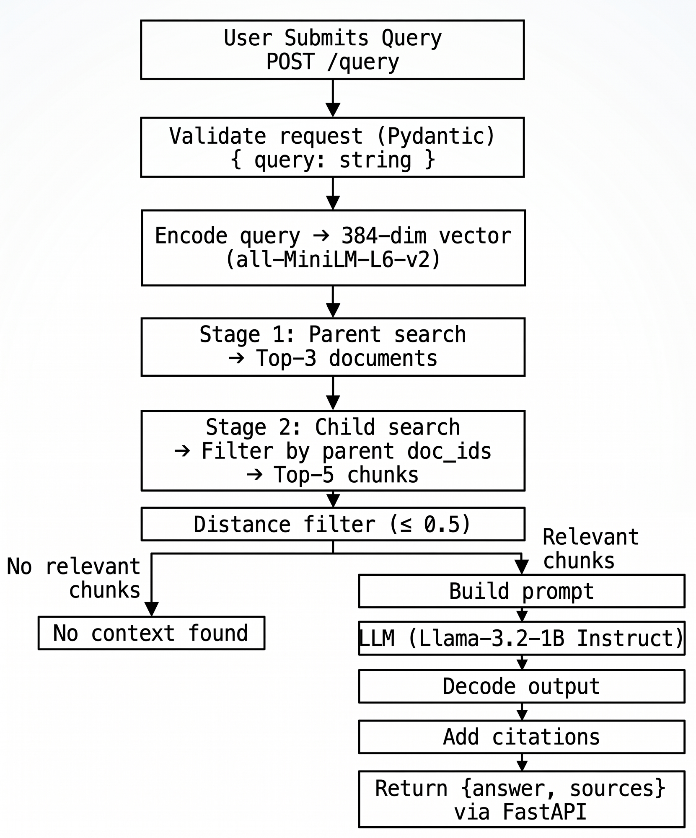 User Submits Query
POST /query
Validate request (Pydantic)
{ query: string }
Encode query → 384-dim vector
(all-MiniLM-L6-v2)
Stage 1: Parent search
→ Top-3 documents
Stage 2: Child search
→ Filter by parent doc_ids
→ Top-5 chunks
Distance filter (≤ 0.5)
No relevant
chunks
No context found
Relevant
chunks
Build prompt
LLM (Llama-3.2-1B Instruct)
Decode output
Add citations
Return {answer, sources}
via FastAPI